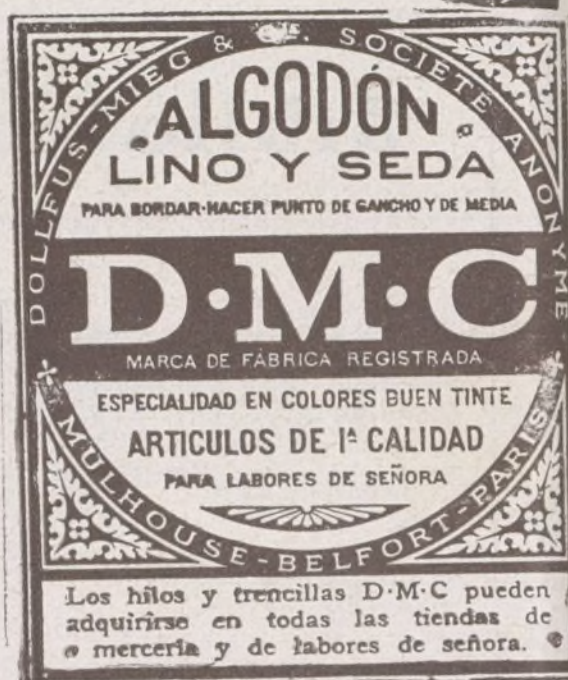 DOLLFUS-MIEG & Cie. SOCIÉTÉ ANONYME
ALGODÓN
LINO Y SEDA
PARA BORDAR·HACER PUNTO DE GANCHO Y DE MEDIA
D·M·C
MARCA DE FÁBRICA REGISTRADA
ESPECIALIDAD EN COLORES BUEN TINTE
ARTICULOS DE 1ª CALIDAD
PARA LABORES DE SEÑORA
MULHOUSE-BELFORT-PARIS
Los hilos y trencillas D·M·C pueden
adquirirse en todas las tiendas de
mercería y de labores de señora.